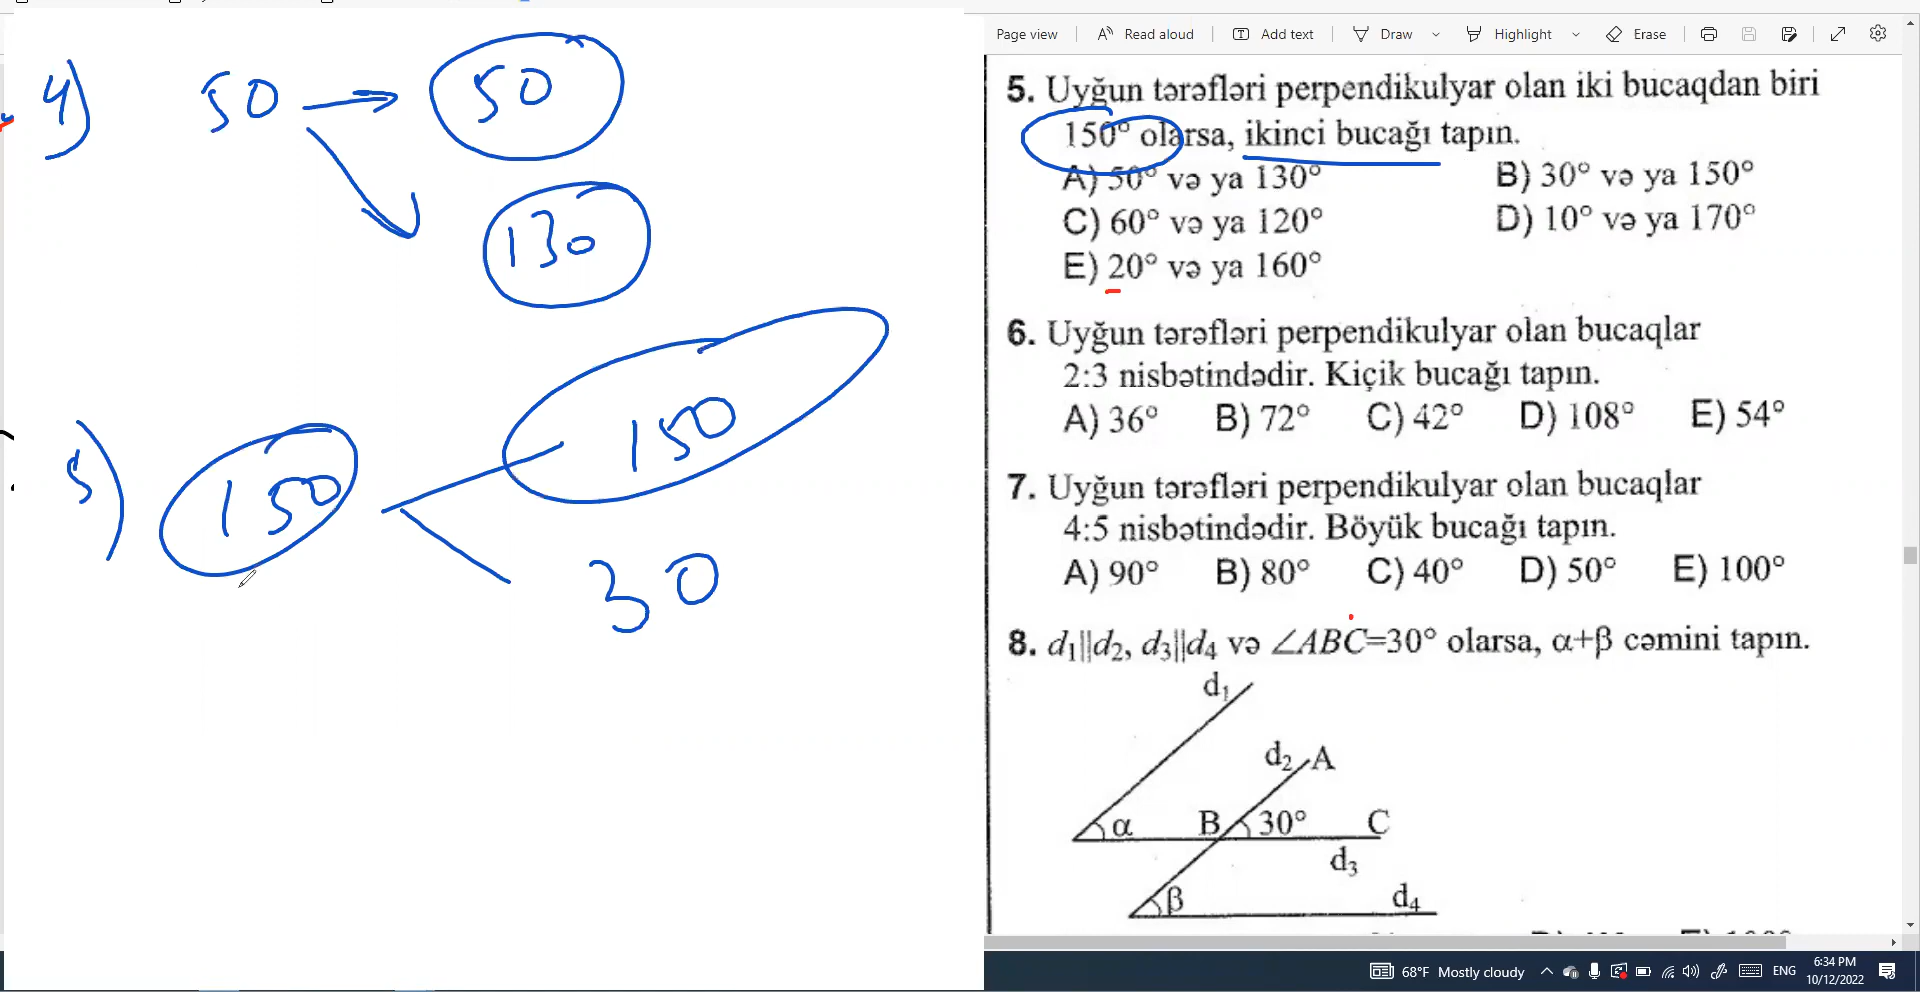 Page view Read aloud Add text Draw Highlight Erase
4) 50 50
130
5) 150 150
30
5. Uyğun tərəfləri perpendikulyar olan iki bucaqdan biri
150° olarsa, ikinci bucağı tapın.
A) 50° və ya 130° B) 30° və ya 150°
C) 60° və ya 120° D) 10° və ya 170°
E) 20° və ya 160°
6. Uyğun tərəfləri perpendikulyar olan bucaqlar
2:3 nisbətindədir. Kiçik bucağı tapın.
A) 36° B) 72° C) 42° D) 108° E) 54°
7. Uyğun tərəfləri perpendikulyar olan bucaqlar
4:5 nisbətindədir. Böyük bucağı tapın.
A) 90° B) 80° C) 40° D) 50° E) 100°
8. d₁||d₂, d₃||d₄ və ∠ABC=30° olarsa, α+β cəmini tapın.
d₁
d₂ A
α B 30° C
d₃
β d₄
68°F Mostly cloudy ENG 6:34 PM
10/12/2022